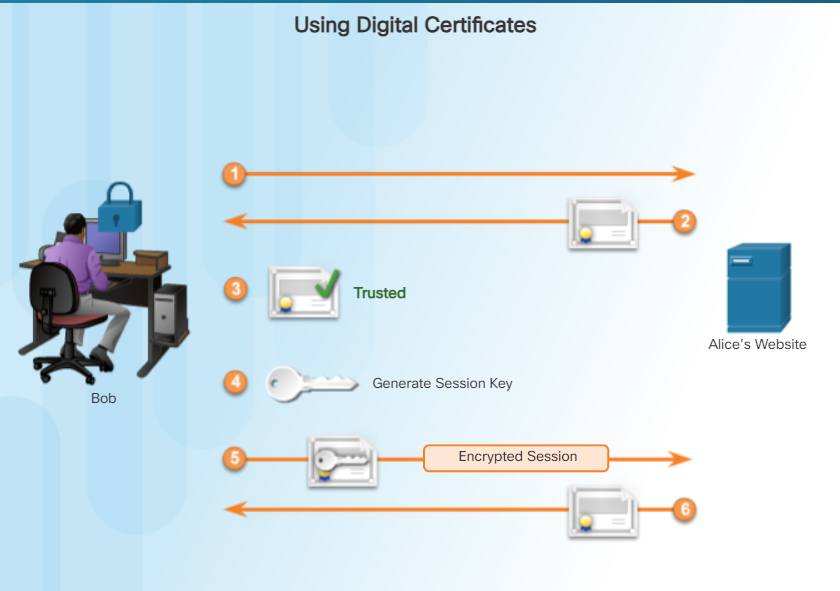 Using Digital Certificates
1
2
3
Trusted
Alice's Website
4
Generate Session Key
Bob
5
Encrypted Session
6